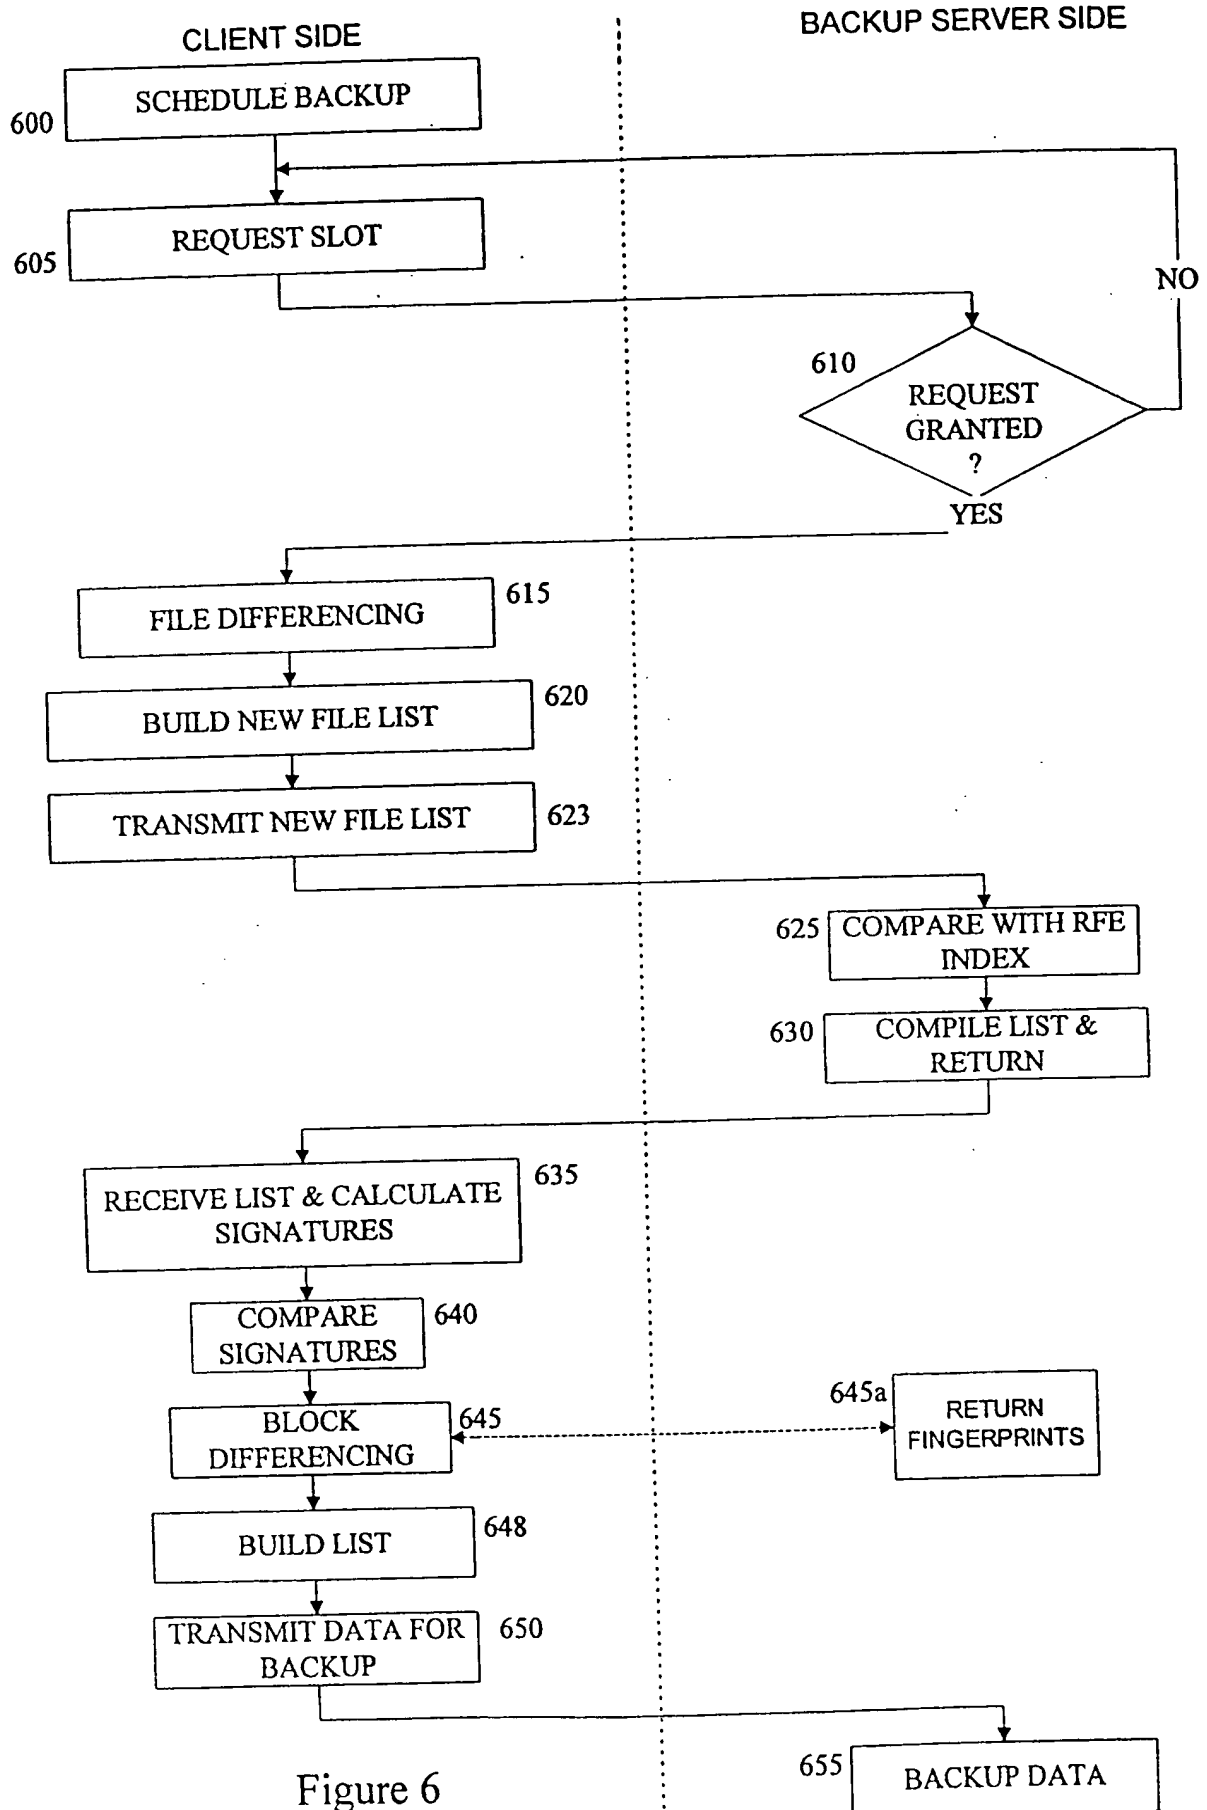 CLIENT SIDE
BACKUP SERVER SIDE
SCHEDULE BACKUP
600
REQUEST SLOT
605
NO
610
REQUEST
GRANTED
?
YES
FILE DIFFERENCING
615
BUILD NEW FILE LIST
620
TRANSMIT NEW FILE LIST
623
625
COMPARE WITH RFE
INDEX
630
COMPILE LIST &
RETURN
RECEIVE LIST & CALCULATE
SIGNATURES
635
COMPARE
SIGNATURES
640
BLOCK
DIFFERENCING
645
645a
RETURN
FINGERPRINTS
BUILD LIST
648
TRANSMIT DATA FOR
BACKUP
650
655
BACKUP DATA
Figure 6